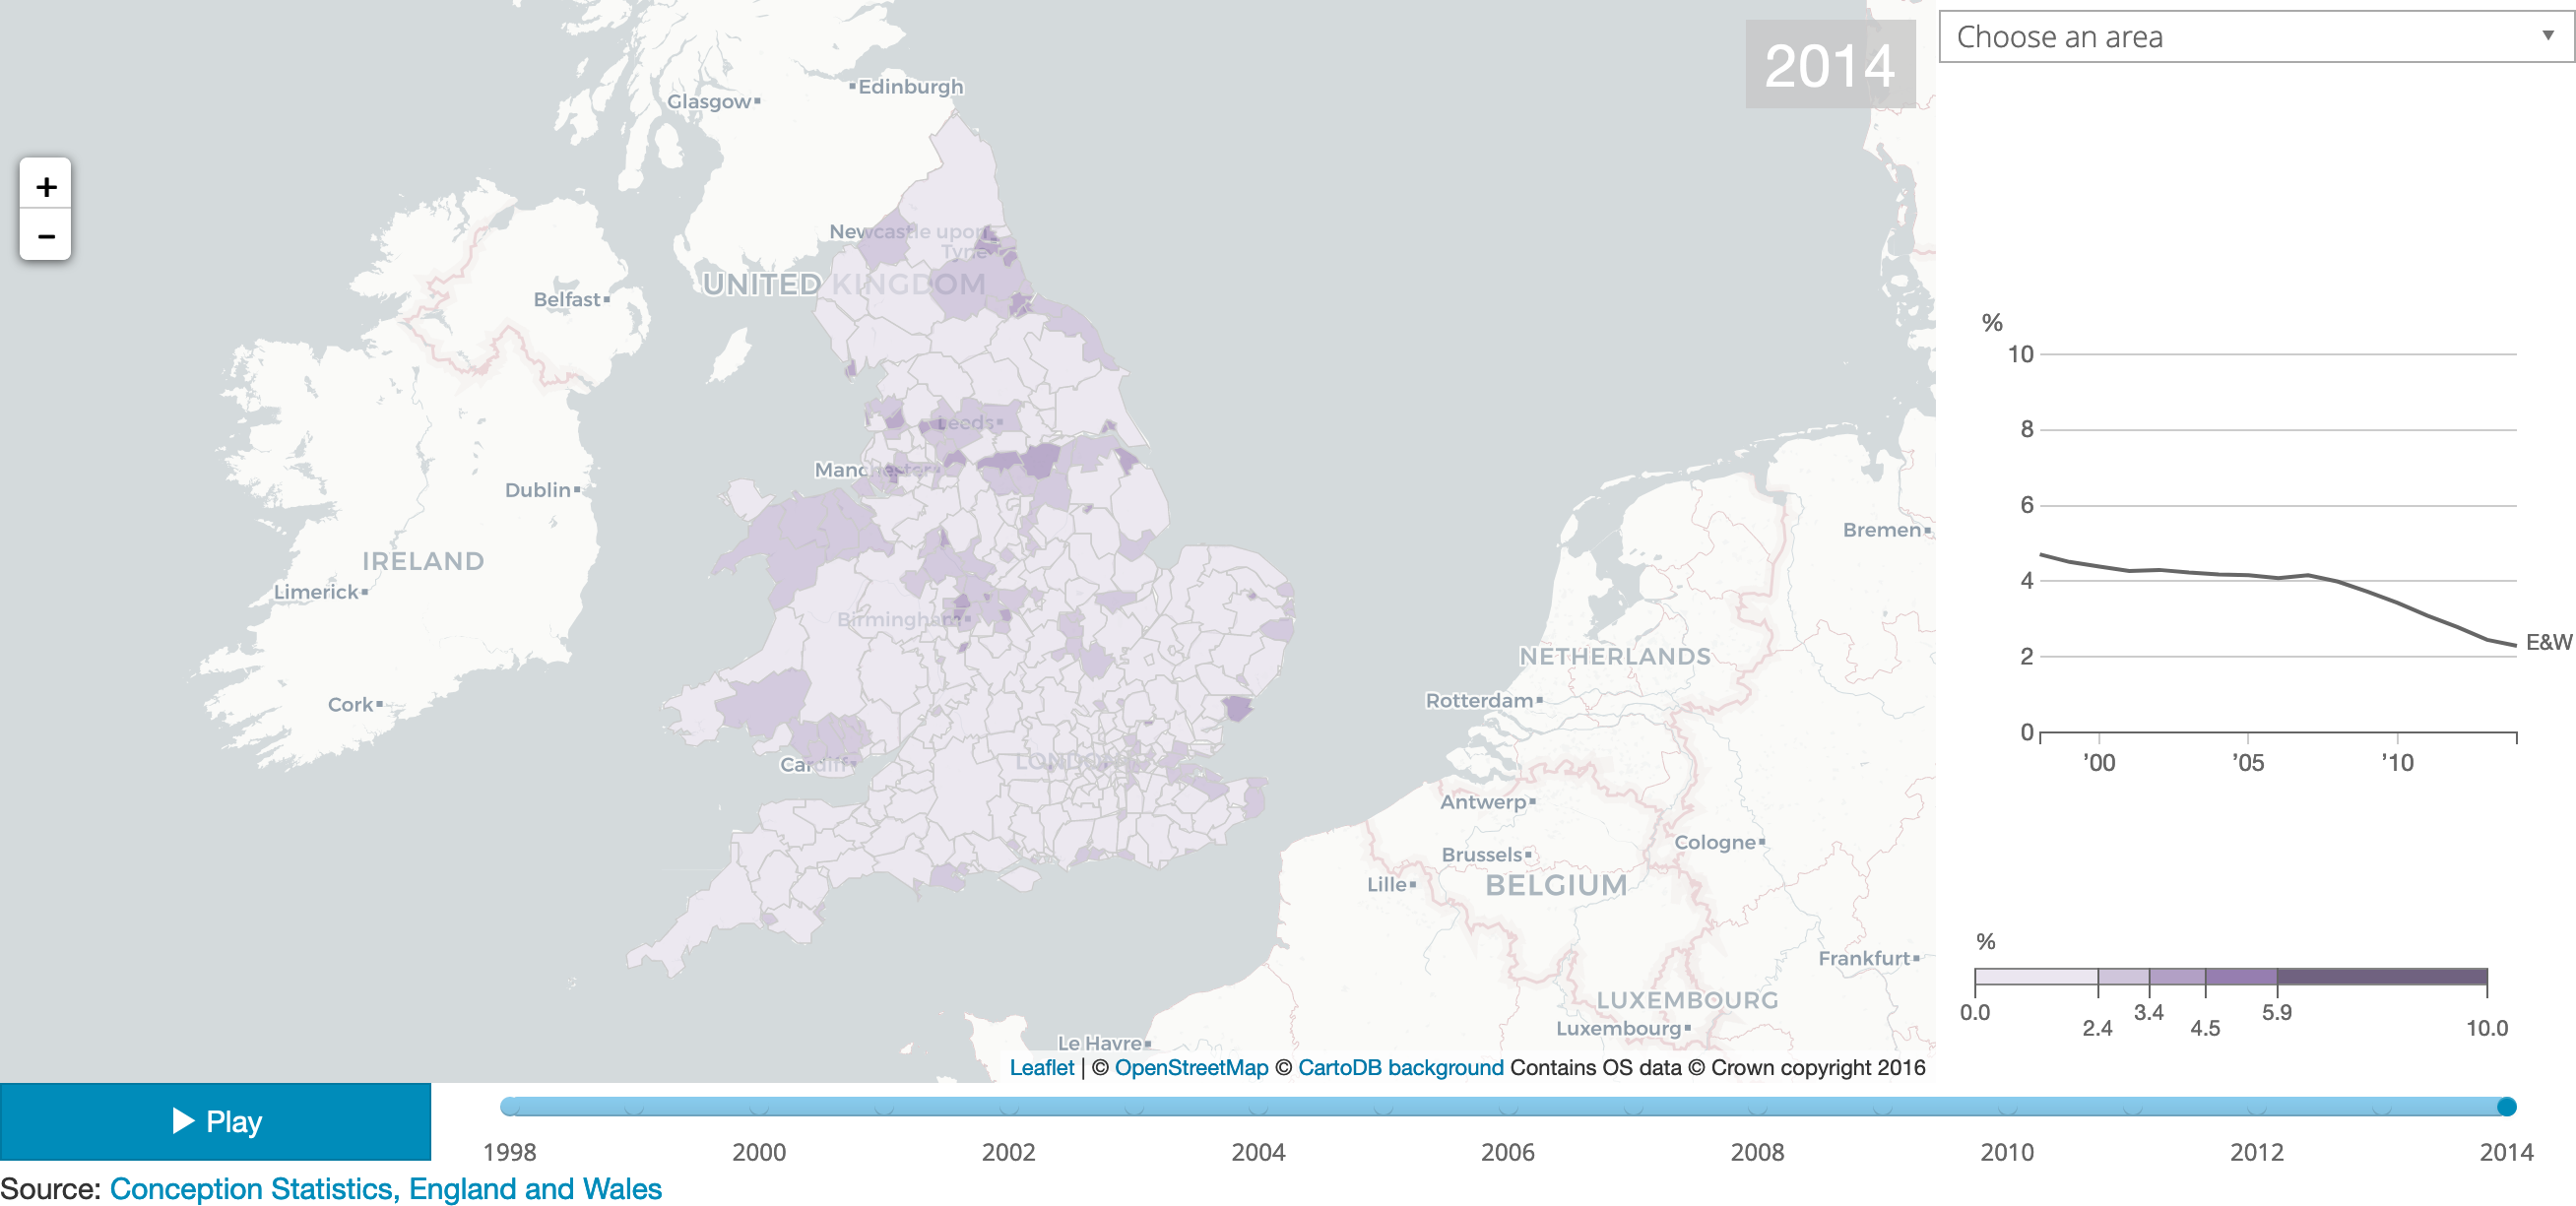 2014
Choose an area
Edinburgh
Glasgow
+
−
Newcastle upon
Tyne
UNITED KINGDOM
Belfast
Leeds
Manchester
Dublin
IRELAND
Limerick
Birmingham
Cork
Cardiff
LONDON
Bremen
NETHERLANDS
Rotterdam
Antwerp
Cologne
Brussels
Lille
BELGIUM
Frankfurt
LUXEMBOURG
Luxembourg
Le Havre
Leaflet | © OpenStreetMap © CartoDB background Contains OS data © Crown copyright 2016
%
10
8
6
4
E&W
2
0
’00 ’05 ’10
%
0.0 2.4 3.4 4.5 5.9 10.0
Play
1998 2000 2002 2004 2006 2008 2010 2012 2014
Source: Conception Statistics, England and Wales